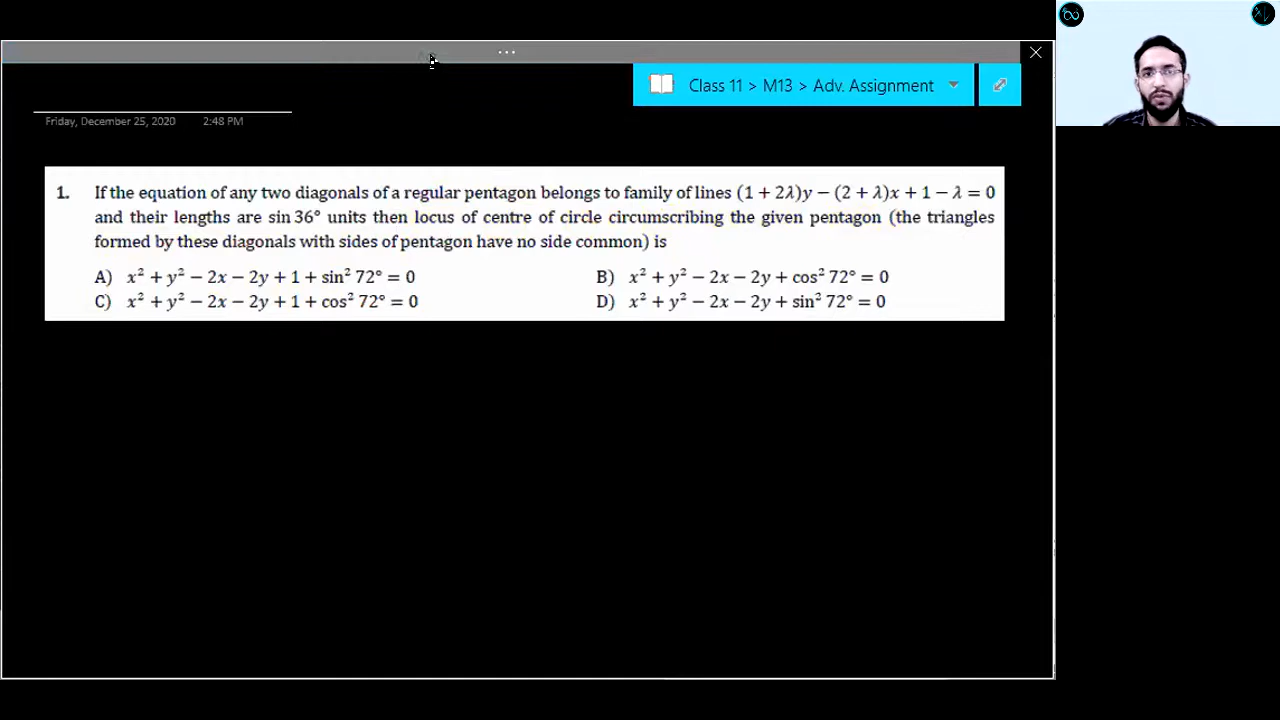 Class 11 > M13 > Adv. Assignment
Friday, December 25, 2020 2:48 PM
1. If the equation of any two diagonals of a regular pentagon belongs to family of lines (1 + 2λ)y − (2 + λ)x + 1 − λ = 0
and their lengths are sin 36° units then locus of centre of circle circumscribing the given pentagon (the triangles
formed by these diagonals with sides of pentagon have no side common) is
A) x² + y² − 2x − 2y + 1 + sin² 72° = 0 B) x² + y² − 2x − 2y + cos² 72° = 0
C) x² + y² − 2x − 2y + 1 + cos² 72° = 0 D) x² + y² − 2x − 2y + sin² 72° = 0